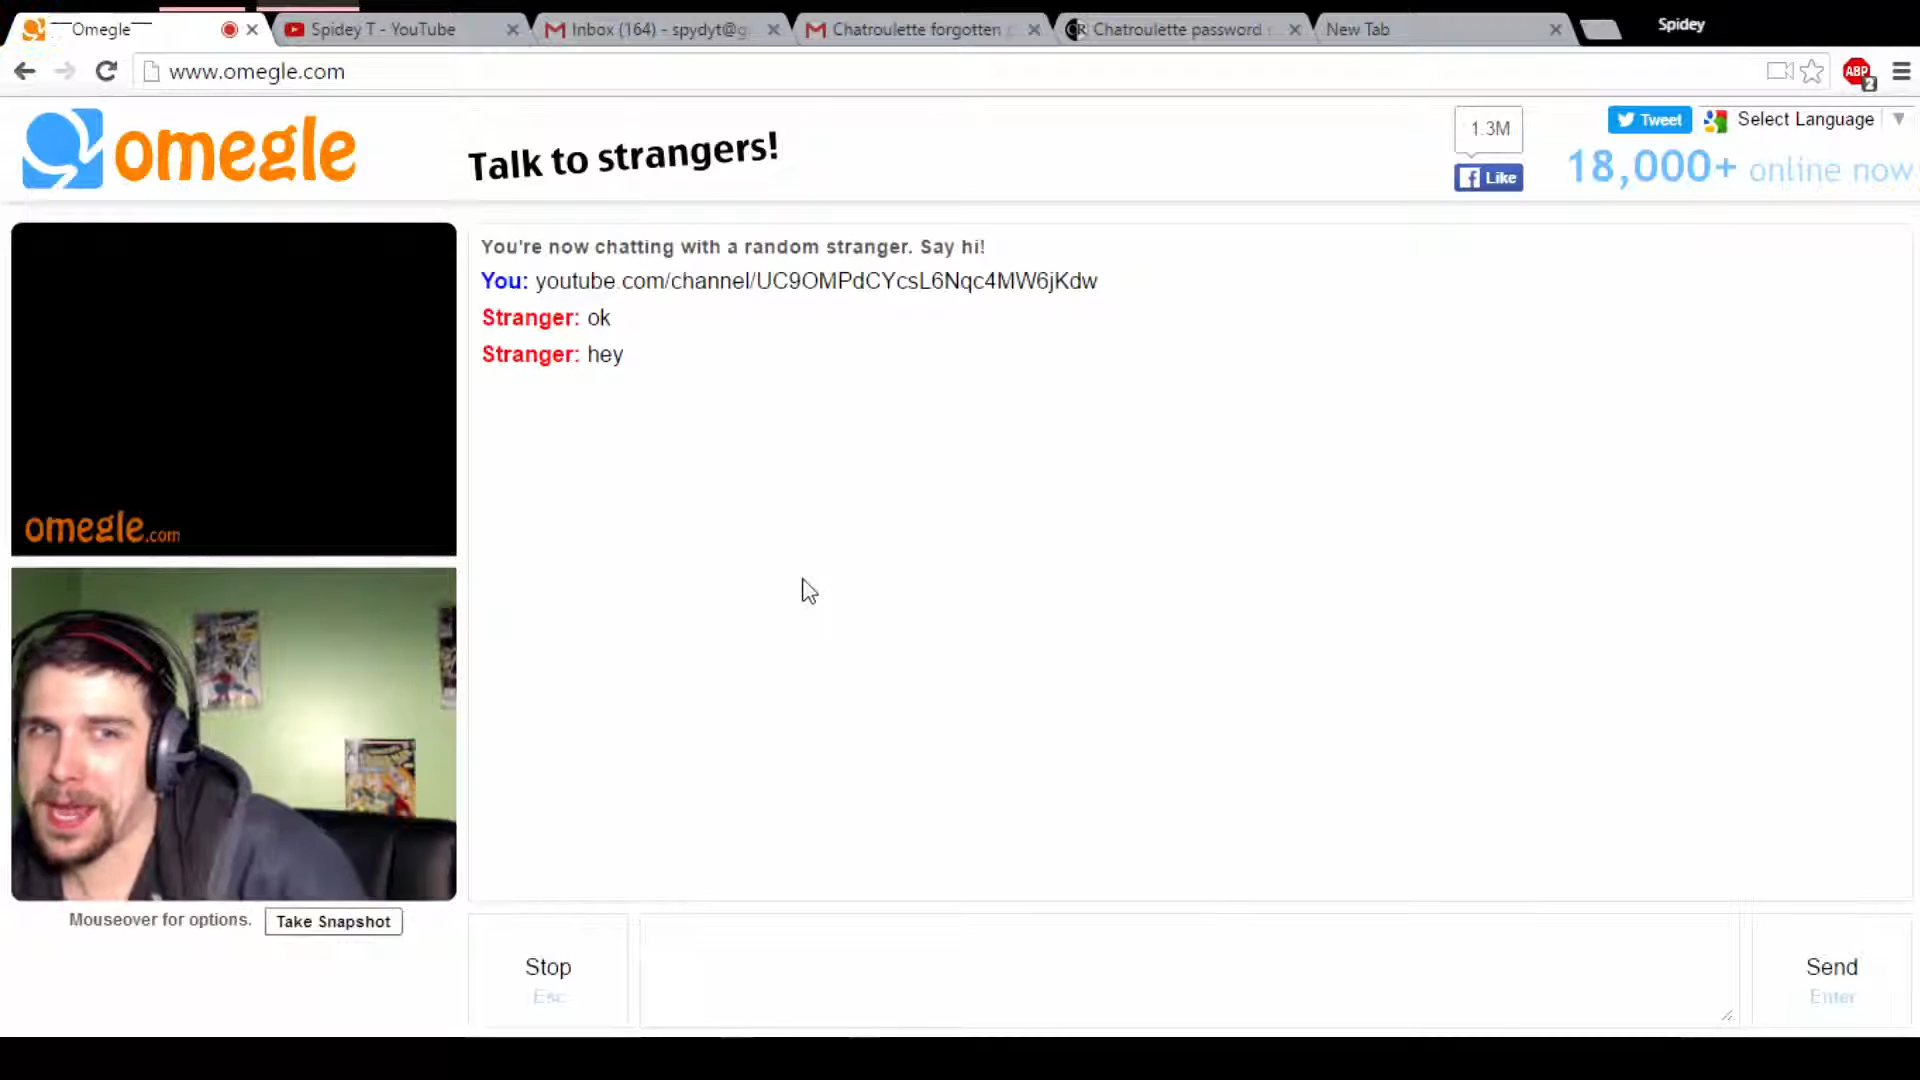 Omegle
Spidey T - YouTube
Inbox (164) - spydyt@g
Chatroulette forgotten
Chatroulette password
New Tab
Spidey
www.omegle.com
ABP
2
omegle
Talk to strangers!
1.3M
Like
Tweet
Select Language
18,000+ online now
You're now chatting with a random stranger. Say hi!
You: youtube.com/channel/UC9OMPdCYcsL6Nqc4MW6jKdw
Stranger: ok
Stranger: hey
omegle.com
Mouseover for options.
Take Snapshot
Stop
Esc
Send
Enter